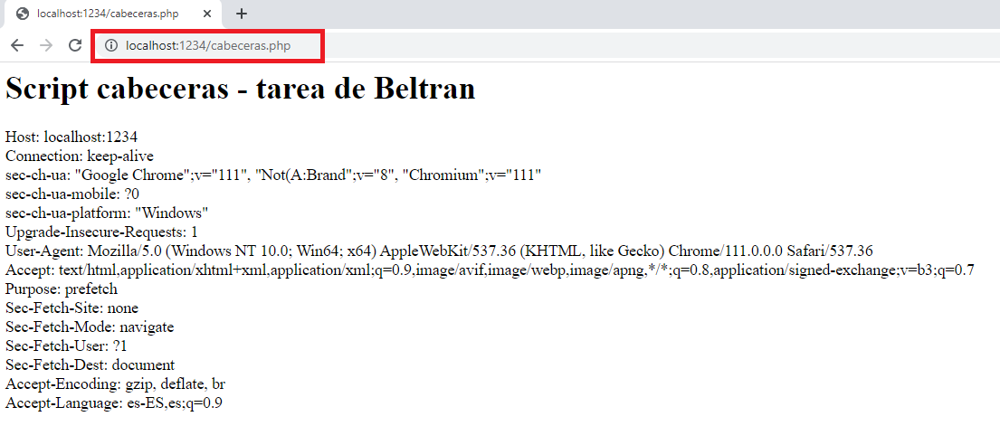 localhost:1234/cabeceras.php
localhost:1234/cabeceras.php
Script cabeceras - tarea de Beltran
Host: localhost:1234
Connection: keep-alive
sec-ch-ua: "Google Chrome";v="111", "Not(A:Brand";v="8", "Chromium";v="111"
sec-ch-ua-mobile: ?0
sec-ch-ua-platform: "Windows"
Upgrade-Insecure-Requests: 1
User-Agent: Mozilla/5.0 (Windows NT 10.0; Win64; x64) AppleWebKit/537.36 (KHTML, like Gecko) Chrome/111.0.0.0 Safari/537.36
Accept: text/html,application/xhtml+xml,application/xml;q=0.9,image/avif,image/webp,image/apng,*/*;q=0.8,application/signed-exchange;v=b3;q=0.7
Purpose: prefetch
Sec-Fetch-Site: none
Sec-Fetch-Mode: navigate
Sec-Fetch-User: ?1
Sec-Fetch-Dest: document
Accept-Encoding: gzip, deflate, br
Accept-Language: es-ES,es;q=0.9